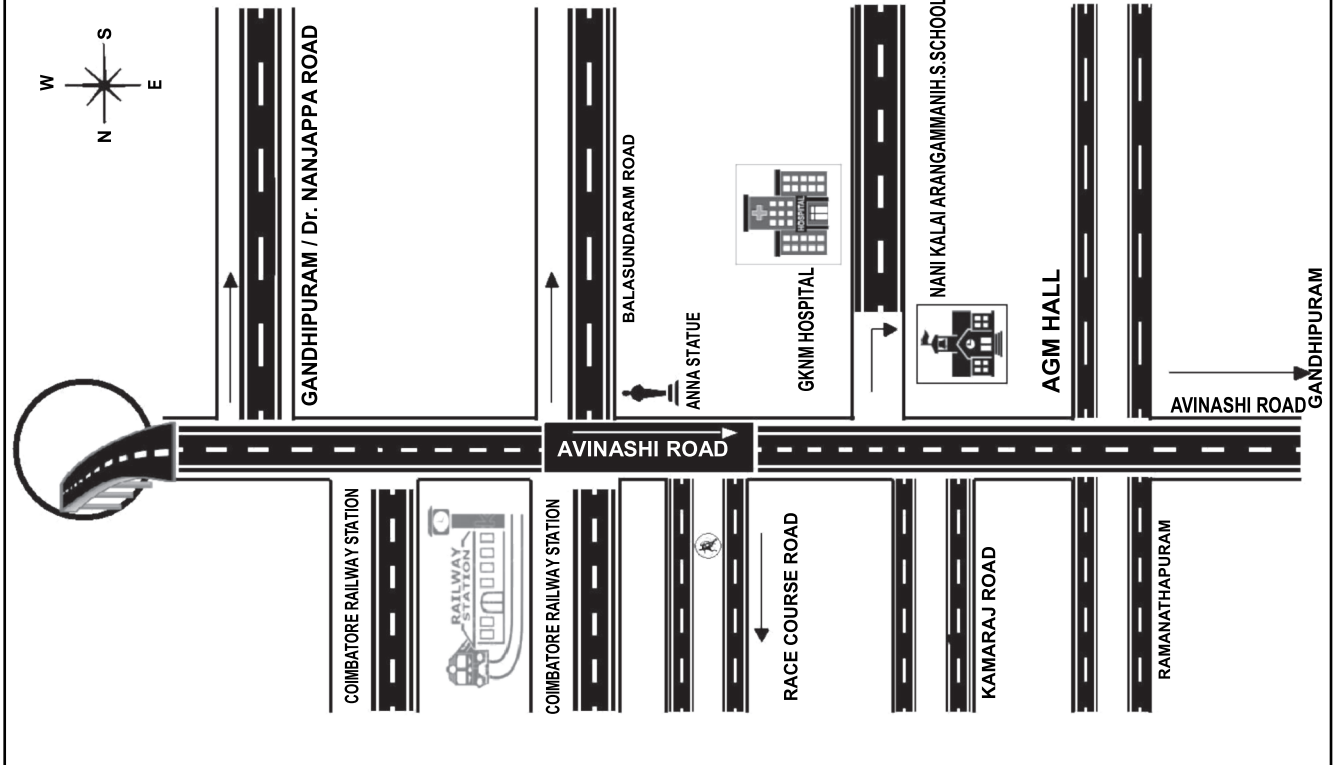 S
W
E
N
GANDHIPURAM / Dr. NANJAPPA ROAD
BALASUNDARAM ROAD
ANNA STATUE
HOSPITAL
GKNM HOSPITAL
NANI KALAI ARANGAMMANIH.S.SCHOOL
AGM HALL
GANDHIPURAM
AVINASHI ROAD
AVINASHI ROAD
COIMBATORE RAILWAY STATION
RAILWAY
STATION
COIMBATORE RAILWAY STATION
RACE COURSE ROAD
KAMARAJ ROAD
RAMANATHAPURAM